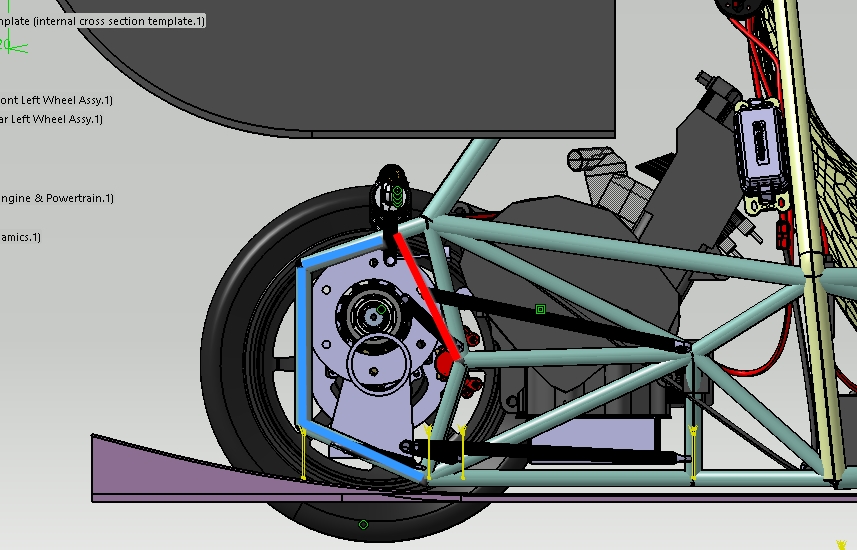 mplate (internal cross section template.1)
ont Left Wheel Assy.1)
ar Left Wheel Assy.1)
ngine & Powertrain.1)
amics.1)